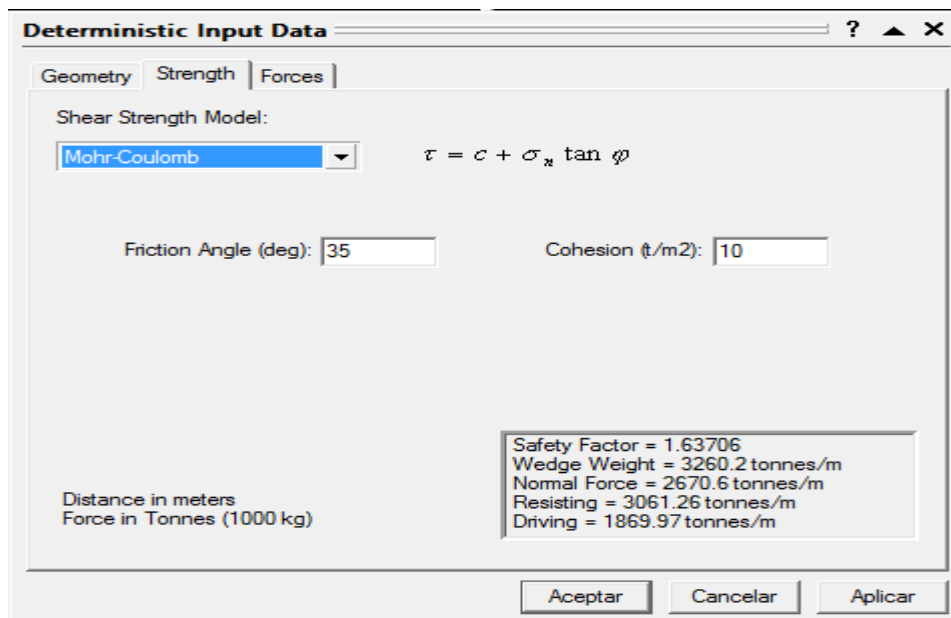 Deterministic Input Data ? ▲ ✕
Geometry Strength Forces
Shear Strength Model:
Mohr-Coulomb τ = c + σₙ tan φ
Friction Angle (deg): 35 Cohesion (t/m2): 10
Safety Factor = 1.63706
Wedge Weight = 3260.2 tonnes/m
Normal Force = 2670.6 tonnes/m
Resisting = 3061.26 tonnes/m
Driving = 1869.97 tonnes/m
Distance in meters
Force in Tonnes (1000 kg)
Aceptar Cancelar Aplicar